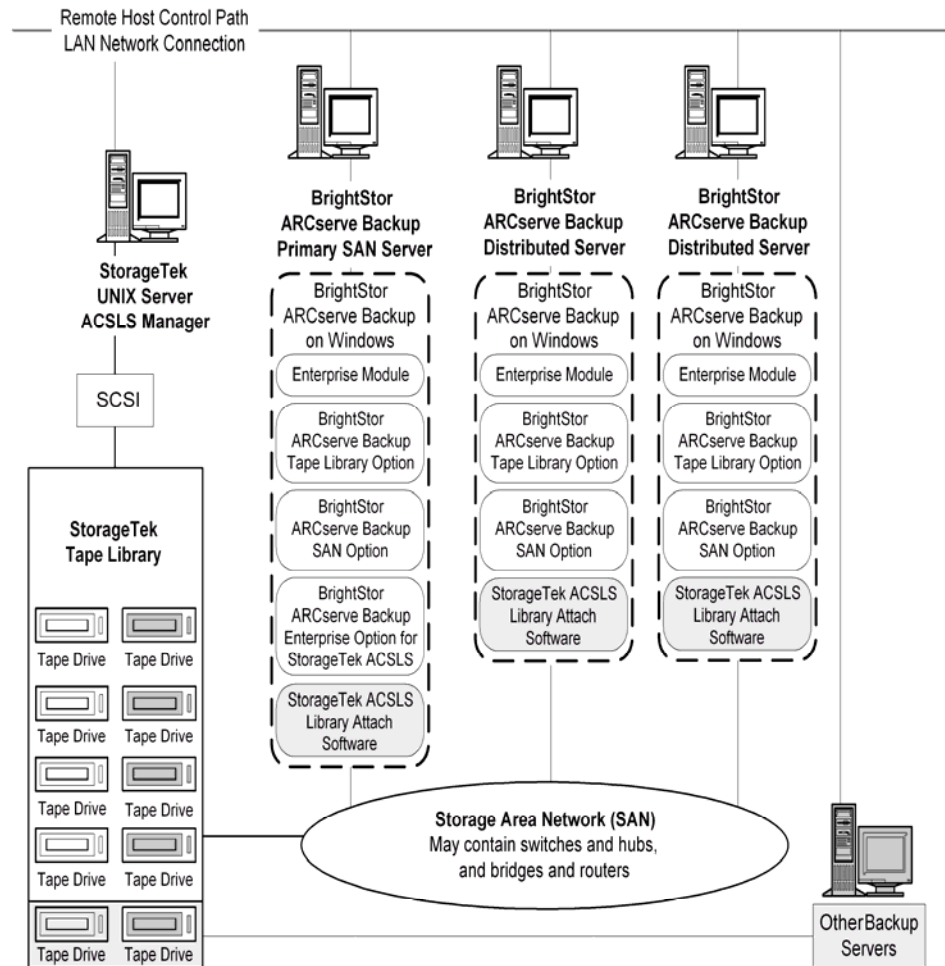 Remote Host Control Path
LAN Network Connection
StorageTek
UNIX Server
ACSLS Manager
SCSI
StorageTek
Tape Library
Tape Drive
Tape Drive
Tape Drive
Tape Drive
Tape Drive
Tape Drive
Tape Drive
Tape Drive
Tape Drive
Tape Drive
BrightStor
ARCserve Backup
Primary SAN Server
BrightStor
ARCserve Backup
on Windows
Enterprise Module
BrightStor
ARCserve Backup
Tape Library Option
BrightStor
ARCserve Backup
SAN Option
BrightStor
ARCserve Backup
Enterprise Option for
StorageTek ACSLS
StorageTek ACSLS
Library Attach
Software
BrightStor
ARCserve Backup
Distributed Server
BrightStor
ARCserve Backup
on Windows
Enterprise Module
BrightStor
ARCserve Backup
Tape Library Option
BrightStor
ARCserve Backup
SAN Option
StorageTek ACSLS
Library Attach
Software
BrightStor
ARCserve Backup
Distributed Server
BrightStor
ARCserve Backup
on Windows
Enterprise Module
BrightStor
ARCserve Backup
Tape Library Option
BrightStor
ARCserve Backup
SAN Option
StorageTek ACSLS
Library Attach
Software
Storage Area Network (SAN)
May contain switches and hubs,
and bridges and routers
Other Backup
Servers